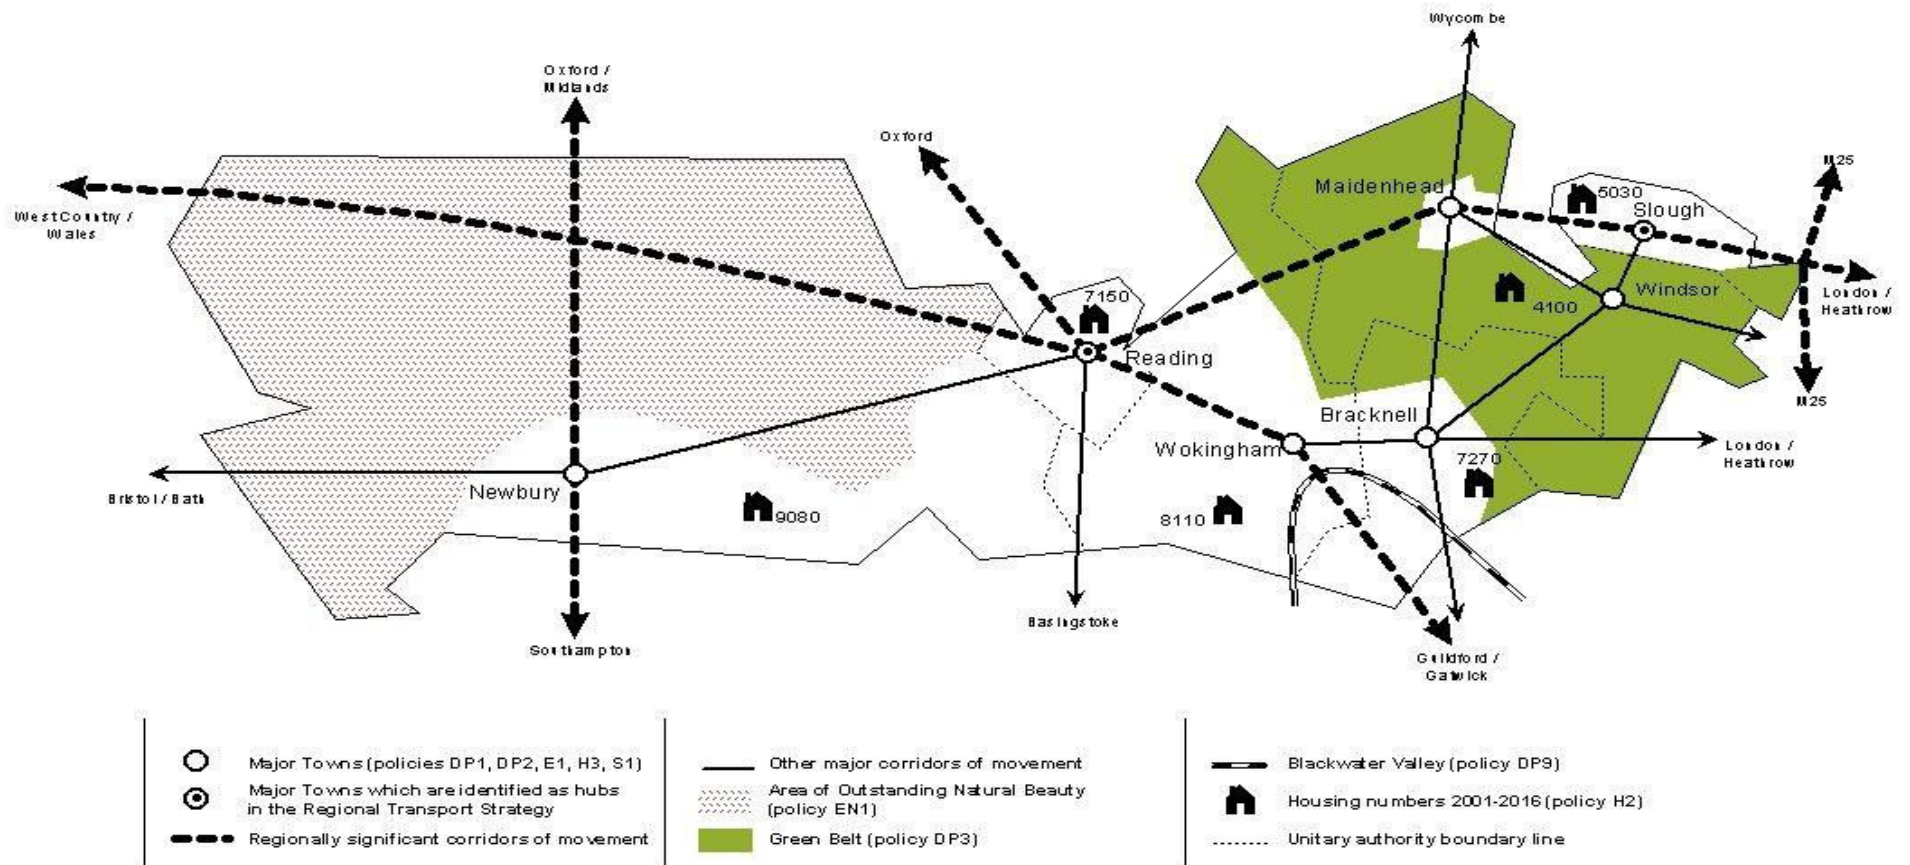 Wycombe
Oxford /
Midlands
Oxford
M25
Maidenhead
5030
Slough
West Country /
Wales
7150
4100
Windsor
London /
Heathrow
Reading
M25
Bracknell
Wokingham
London /
Heathrow
7270
Newbury
Bristol / Bath
9080
8110
Basingstoke
Southampton
Guildford /
Gatwick
Major Towns (policies DP1, DP2, E1, H3, S1)
Major Towns which are identified as hubs
in the Regional Transport Strategy
Regionally significant corridors of movement
Other major corridors of movement
Area of Outstanding Natural Beauty
(policy EN1)
Green Belt (policy DP3)
Blackwater Valley (policy DP9)
Housing numbers 2001-2016 (policy H2)
Unitary authority boundary line